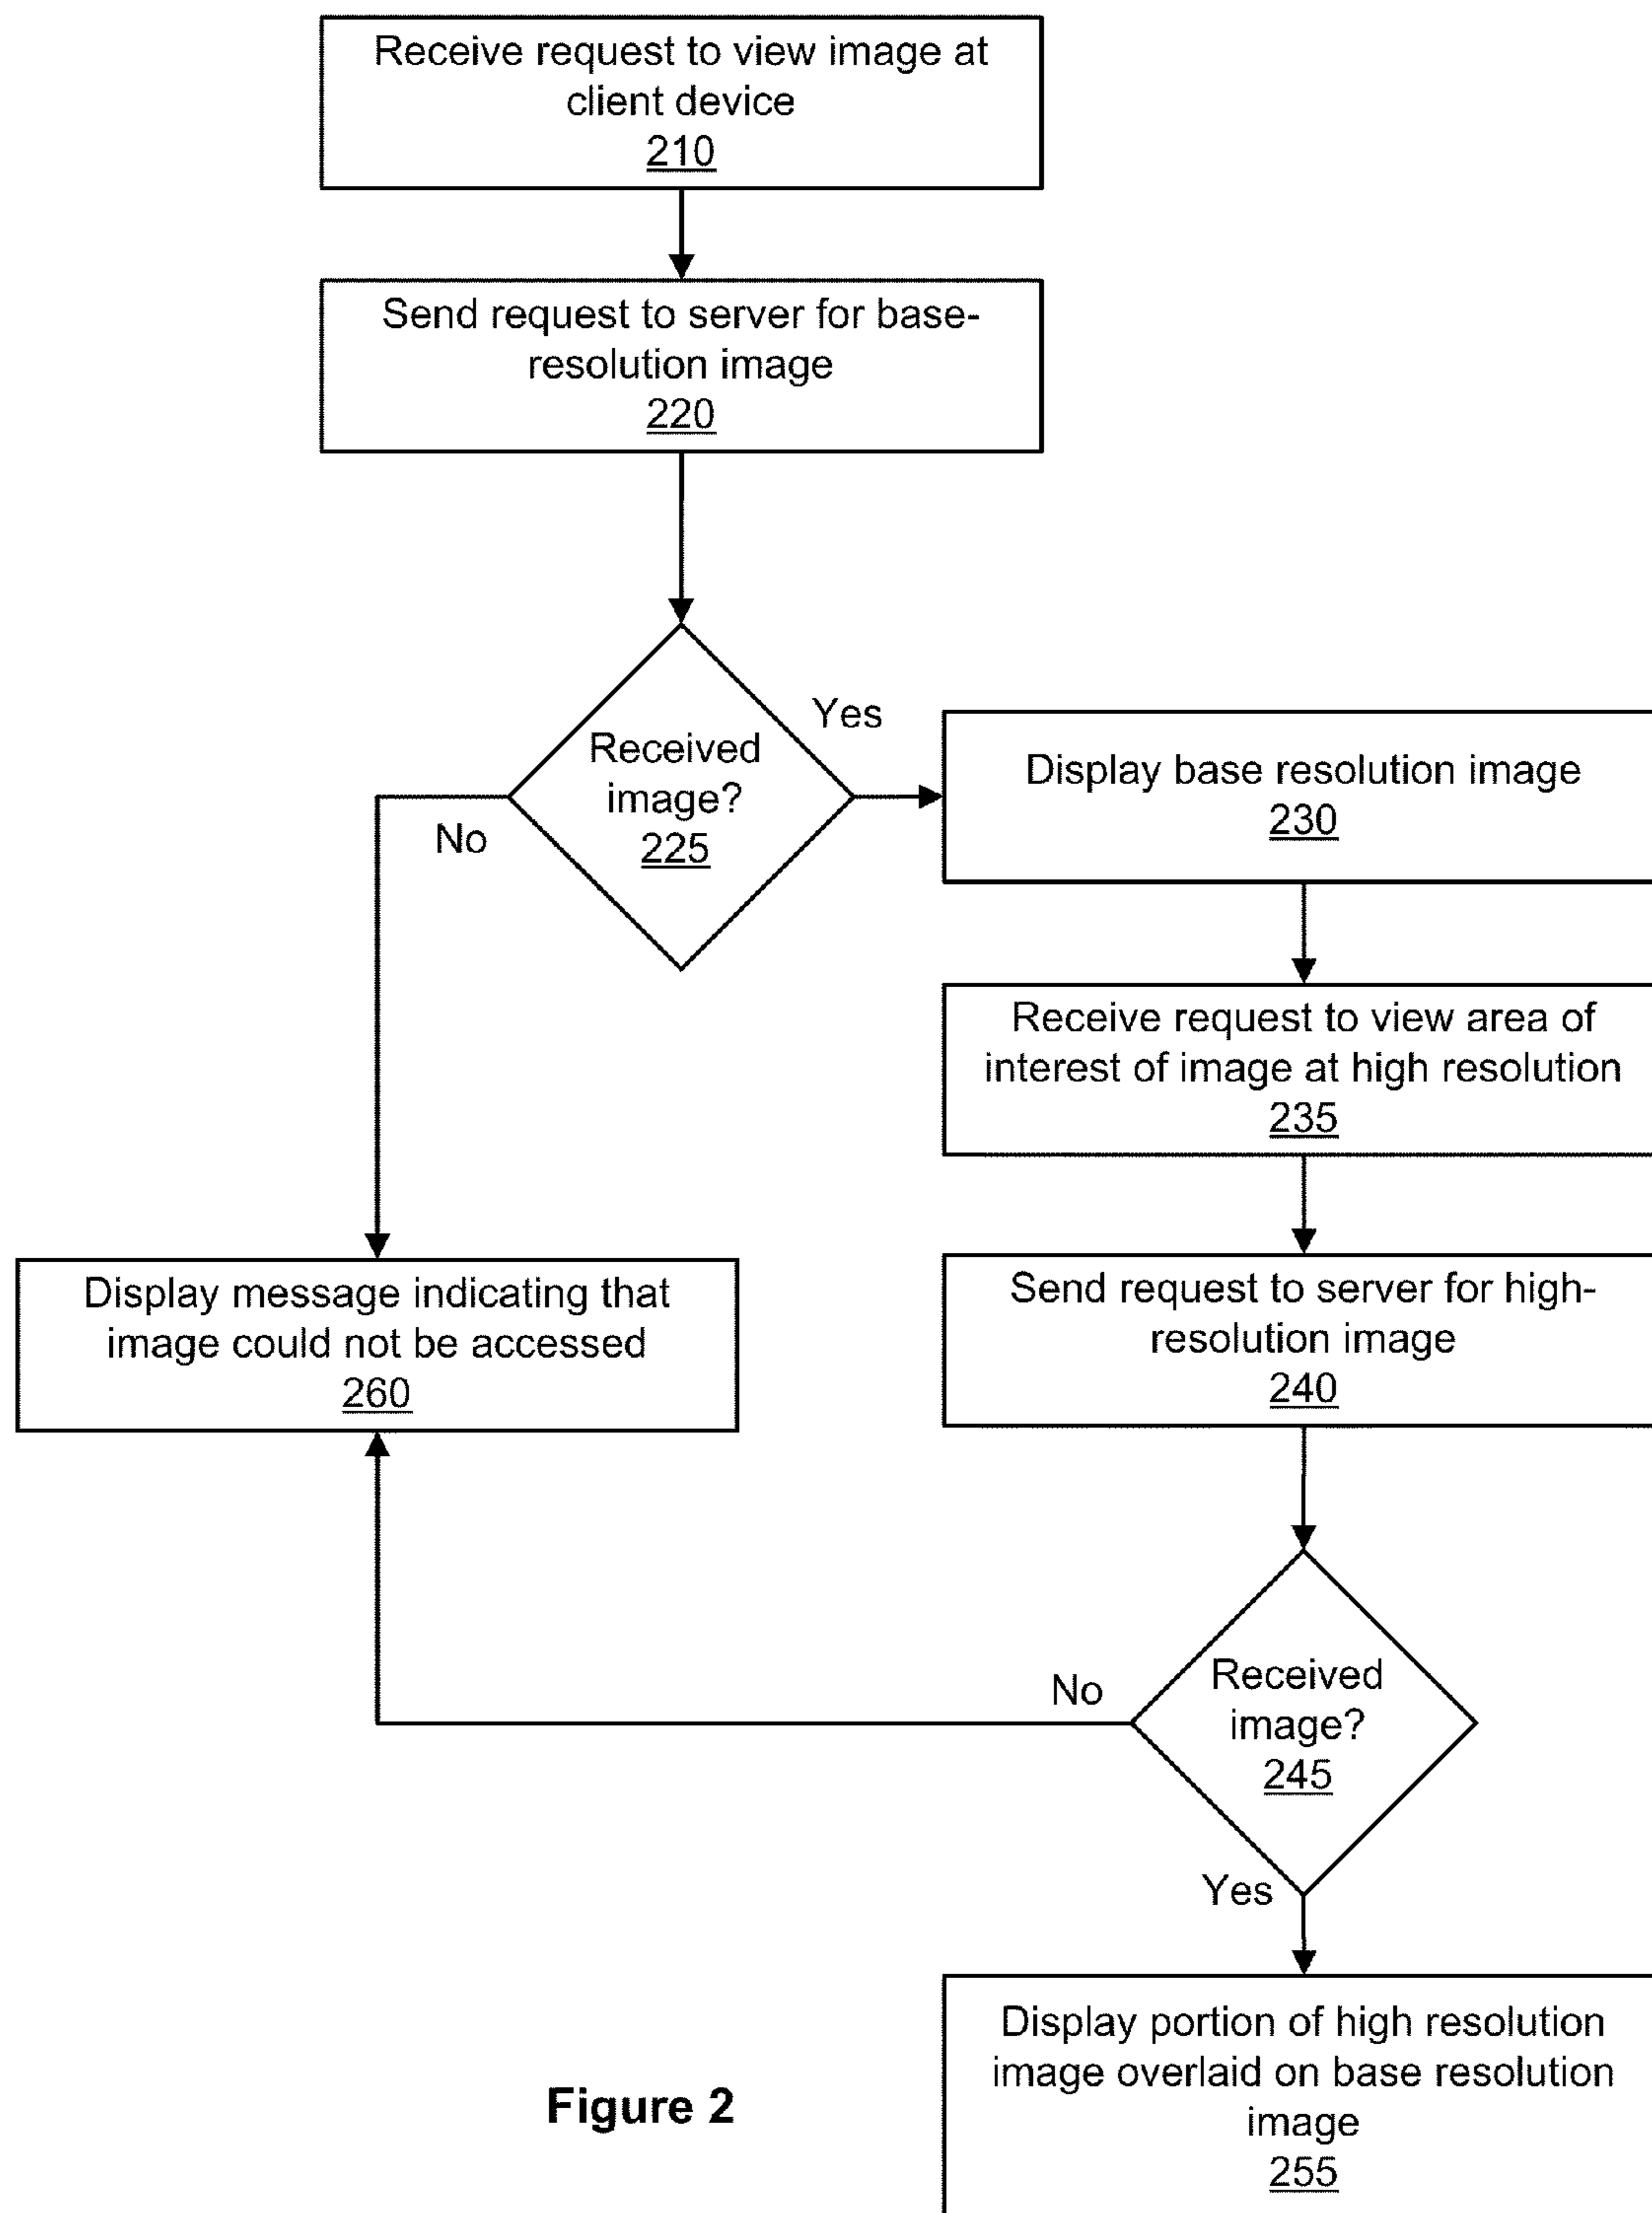 Receive request to view image at
client device
210
Send request to server for base-
resolution image
220
Received
image?
225
Yes
No
Display base resolution image
230
Receive request to view area of
interest of image at high resolution
235
Send request to server for high-
resolution image
240
Display message indicating that
image could not be accessed
260
Received
image?
245
No
Yes
Display portion of high resolution
image overlaid on base resolution
image
255
Figure 2